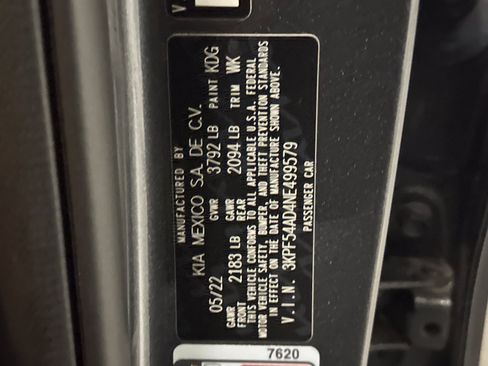 MANUFACTURED BY
KIA MEXICO S.A. DE C.V.
05/22 GVWR 3792 LB PAINT KDG
GAWR FRONT 2183 LB GAWR REAR 2094 LB TRIM WK
THIS VEHICLE CONFORMS TO ALL APPLICABLE U.S.A. FEDERAL
MOTOR VEHICLE SAFETY, BUMPER, AND THEFT PREVENTION STANDARDS
IN EFFECT ON THE DATE OF MANUFACTURE SHOWN ABOVE.
V.I.N. 3KPF54AD4NE499579
PASSENGER CAR
7620
V